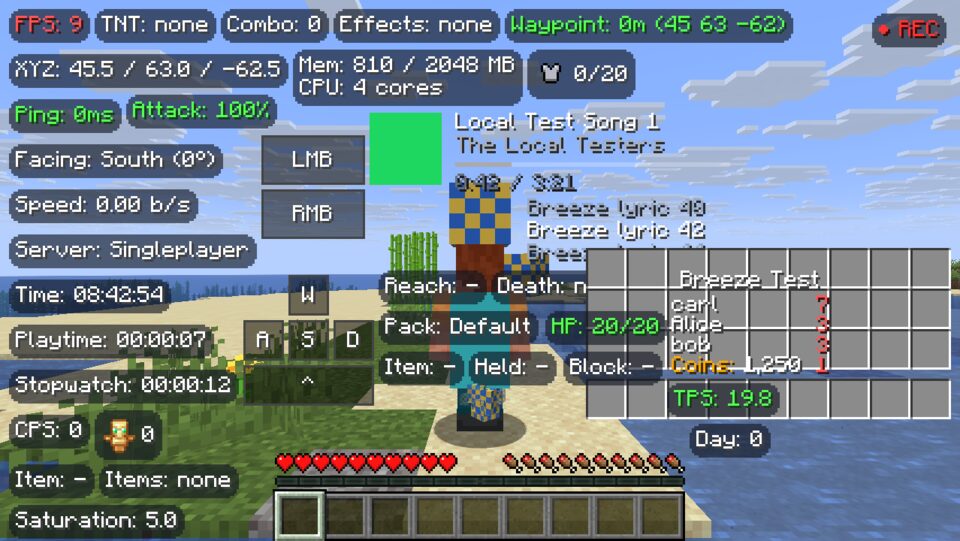 FPS: 9
TNT: none
Combo: 0
Effects: none
Waypoint: 0m (45 63 -62)
REC
XYZ: 45.5 / 63.0 / -62.5
Mem: 810 / 2048 MB
CPU: 4 cores
0/20
Ping: 0ms
Attack: 100%
Local Test Song 1
The Local Testers
0:42 / 3:21
Facing: South (0°)
LMB
Speed: 0.00 b/s
RMB
Breeze lyric 40
Breeze lyric 42
Breeze lyric
Server: Singleplayer
Time: 08:42:54
W
Reach: -
Death: n
Breeze Test
carl 7
Alice 3
bob 3
Coins: 1,250 1
Playtime: 00:00:07
A
S
D
Pack: Default
HP: 20/20
Stopwatch: 00:00:12
^
Item: -
Held: -
Block: -
TPS: 19.8
CPS: 0
0
Day: 0
Item: -
Items: none
Saturation: 5.0